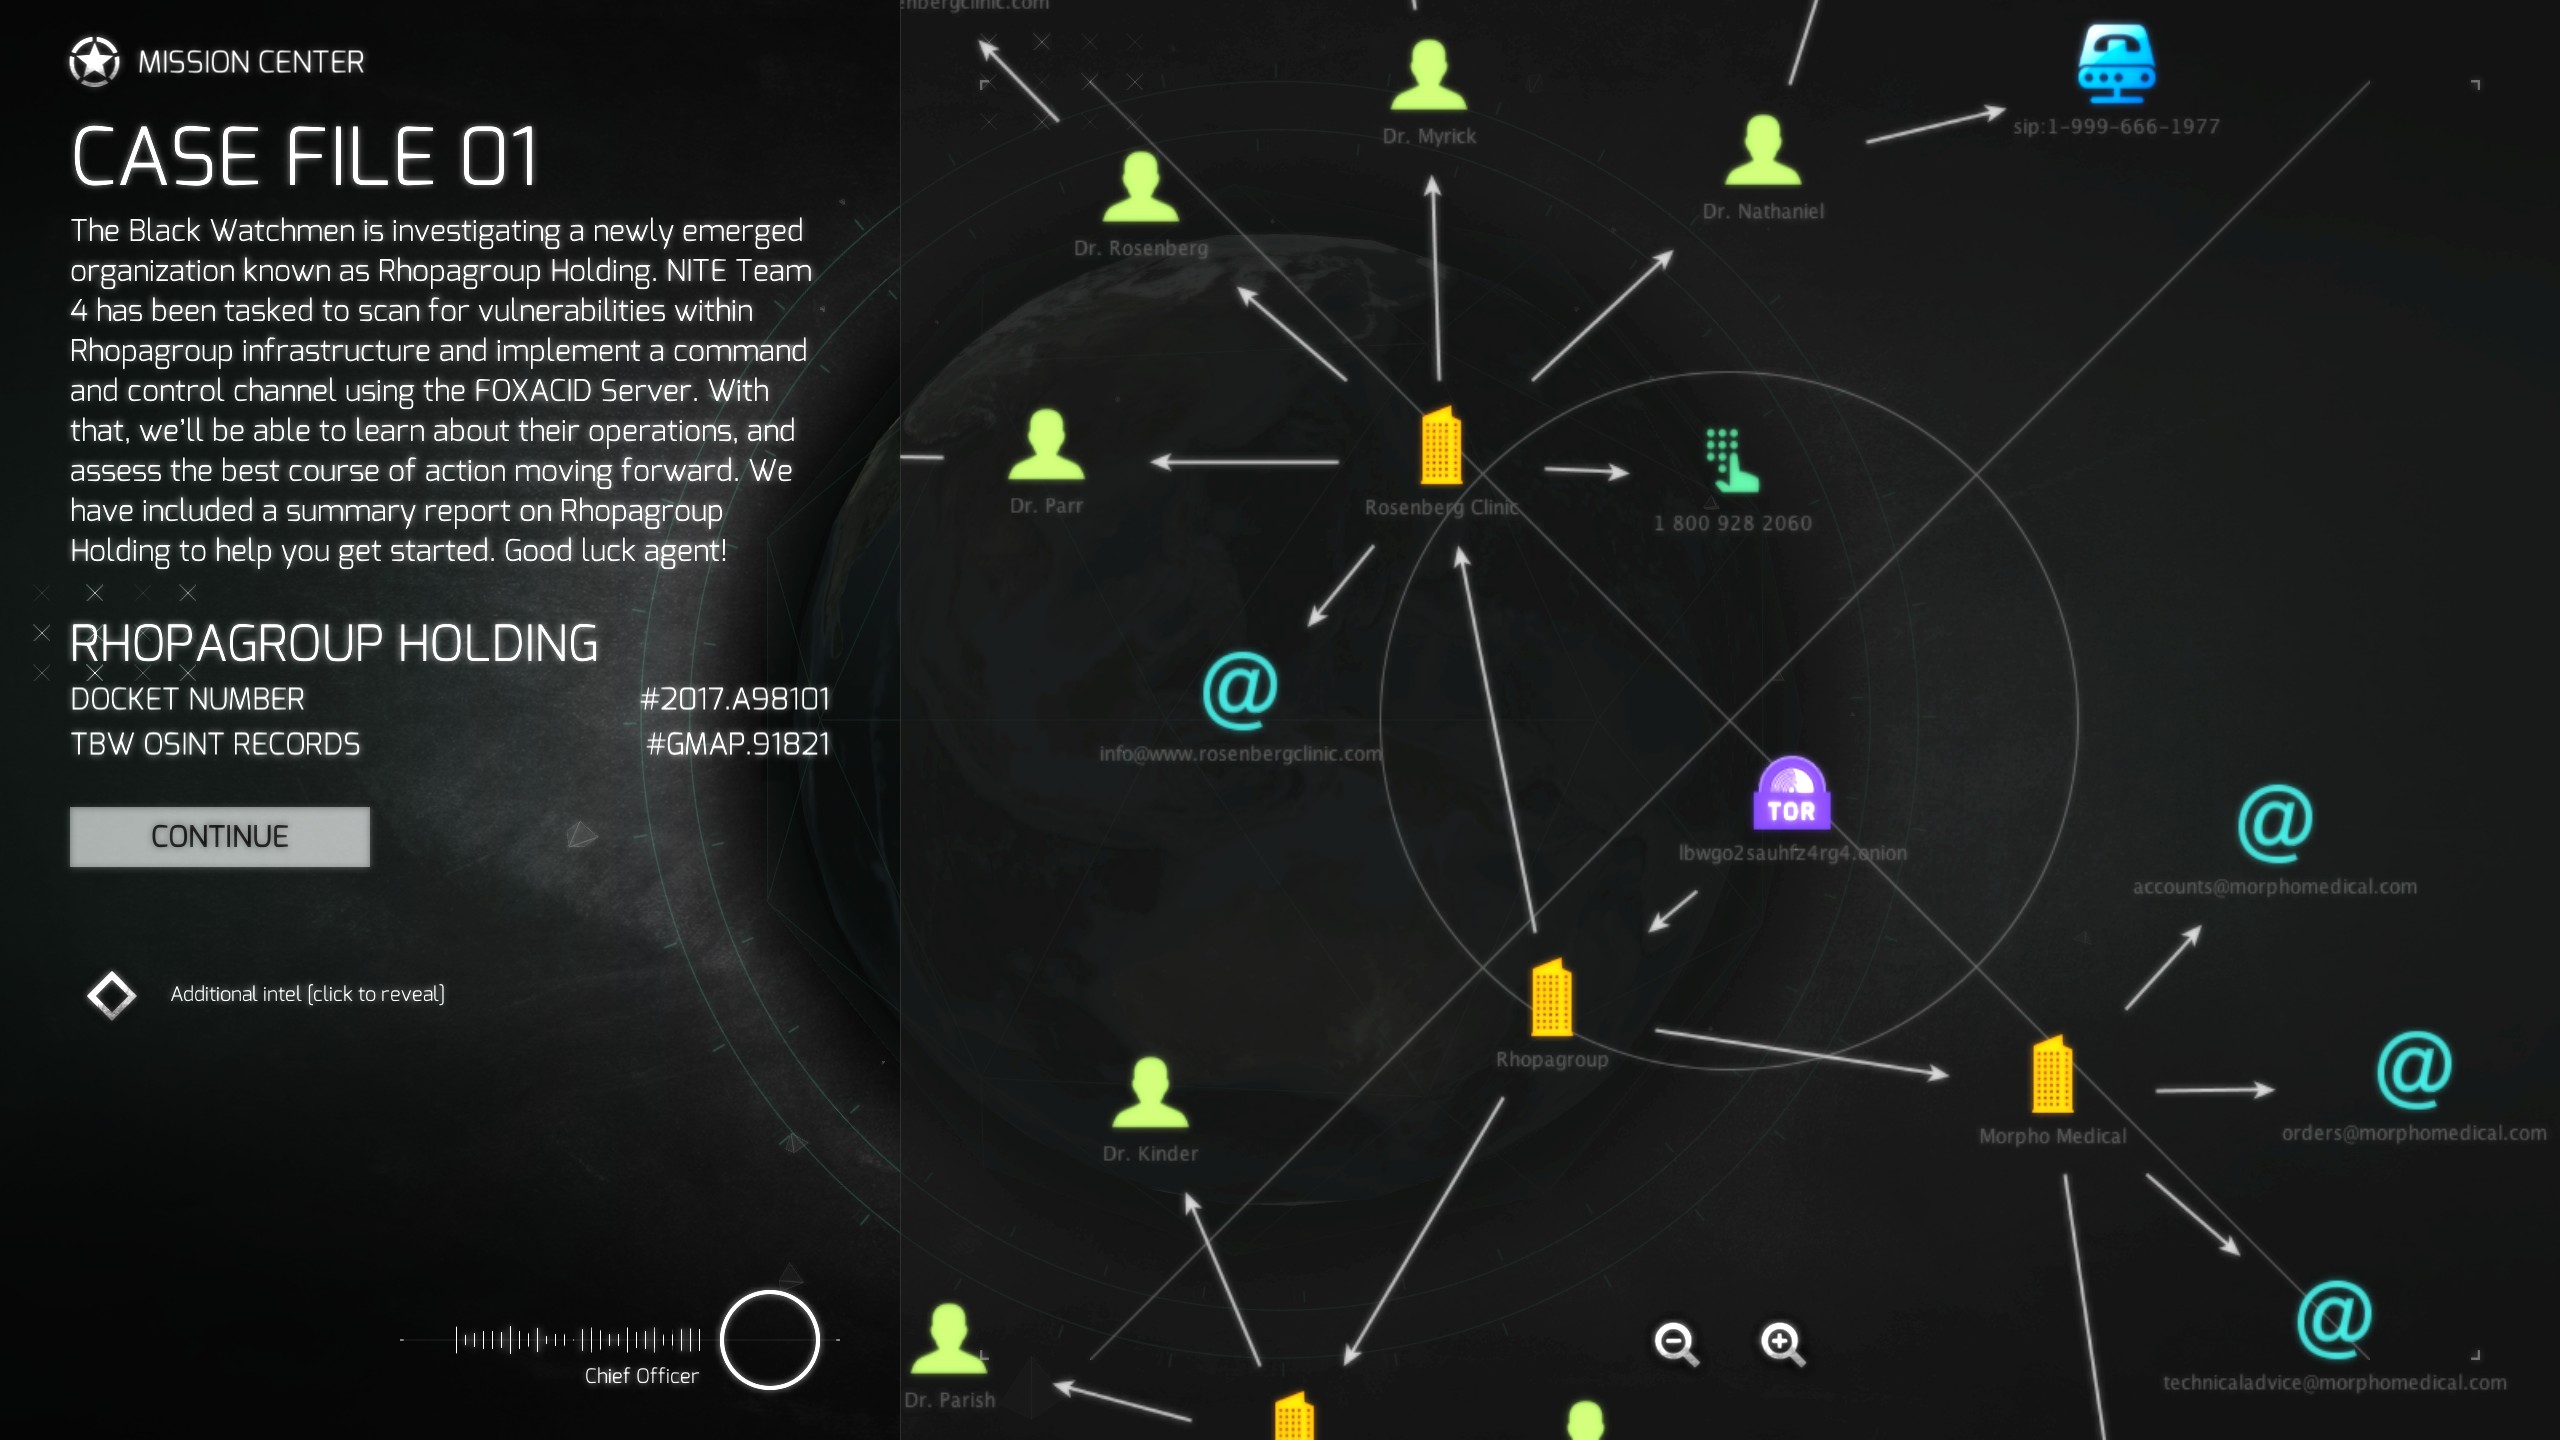 MISSION CENTER
CASE FILE 01
The Black Watchmen is investigating a newly emerged
organization known as Rhopagroup Holding. NITE Team
4 has been tasked to scan for vulnerabilities within
Rhopagroup infrastructure and implement a command
and control channel using the FOXACID Server. With
that, we'll be able to learn about their operations, and
assess the best course of action moving forward. We
have included a summary report on Rhopagroup
Holding to help you get started. Good luck agent!
RHOPAGROUP HOLDING
DOCKET NUMBER #2017.A98101
TBW OSINT RECORDS #GMAP.91821
CONTINUE
Additional intel [click to reveal]
Chief Officer
Dr. Myrick
sip:1-999-666-1977
Dr. Nathaniel
Dr. Rosenberg
Dr. Parr
Rosenberg Clinic
1 800 928 2060
info@www.rosenbergclinic.com
TOR
lbwgo2sauhfz4rg4.onion
accounts@morphomedical.com
Rhopagroup
Morpho Medical
orders@morphomedical.com
Dr. Kinder
technicaladvice@morphomedical.com
Dr. Parish